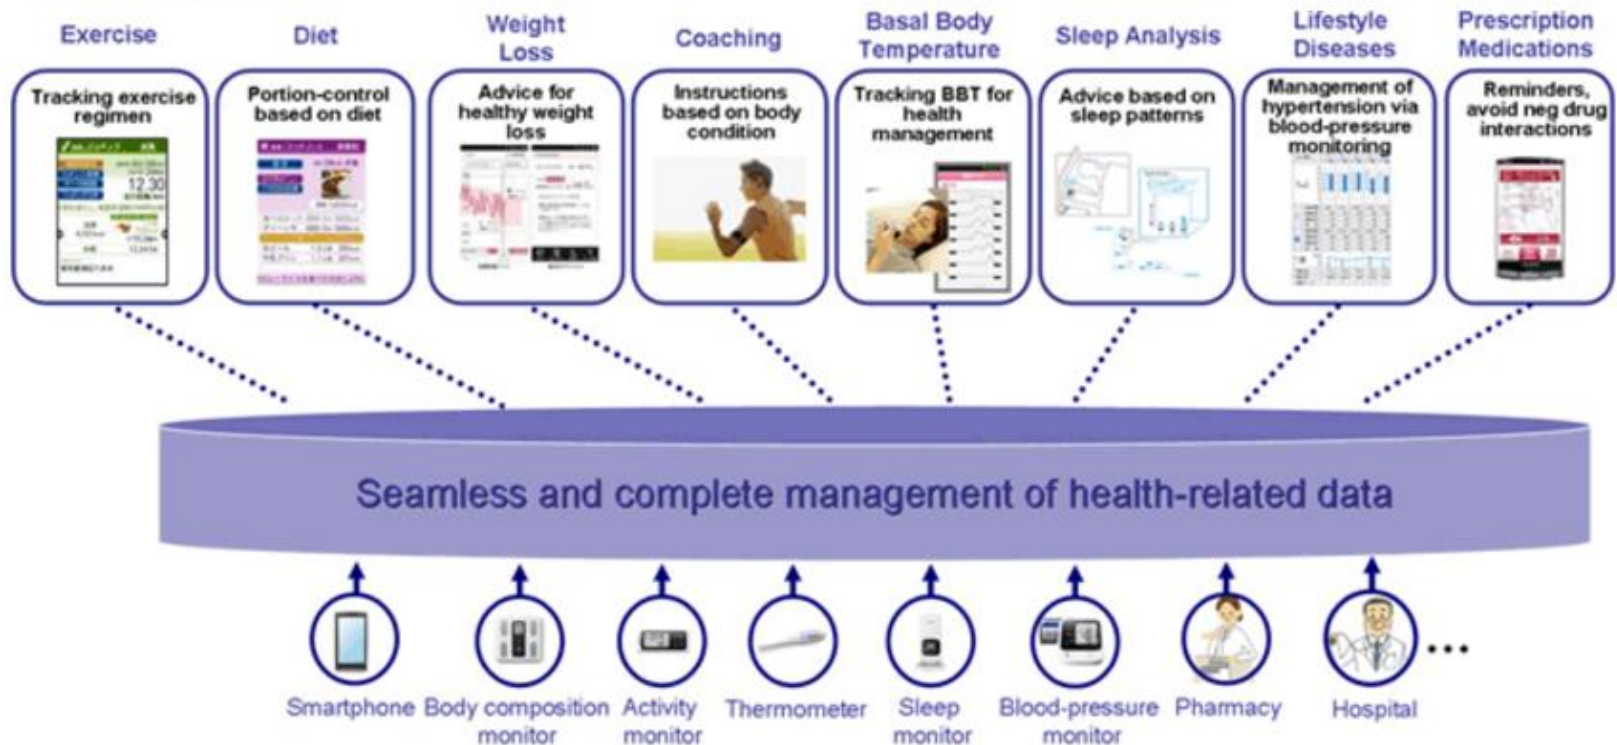 Exercise
Diet
Weight
Loss
Coaching
Basal Body
Temperature
Sleep Analysis
Lifestyle
Diseases
Prescription
Medications
Tracking exercise
regimen
12.30
Portion-control
based on diet
Advice for
healthy weight
loss
Instructions
based on body
condition
Tracking BBT for
health
management
Advice based on
sleep patterns
Management of
hypertension via
blood-pressure
monitoring
Reminders,
avoid neg drug
interactions
Seamless and complete management of health-related data
Smartphone
Body composition
monitor
Activity
monitor
Thermometer
Sleep
monitor
Blood-pressure
monitor
Pharmacy
Hospital
...